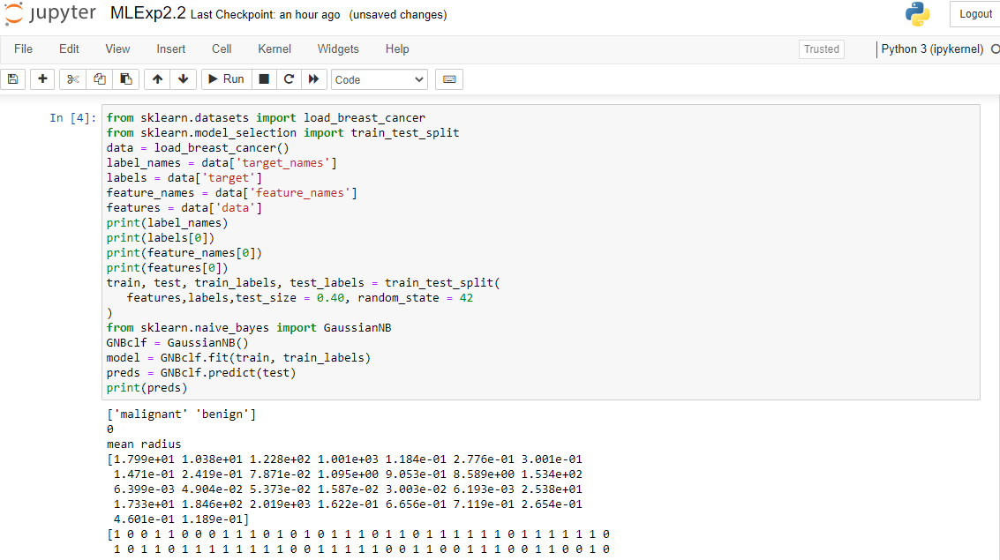 jupyter MLExp2.2 Last Checkpoint: an hour ago (unsaved changes) Logout
File Edit View Insert Cell Kernel Widgets Help Trusted Python 3 (ipykernel)
Run Code
In [4]: from sklearn.datasets import load_breast_cancer
from sklearn.model_selection import train_test_split
data = load_breast_cancer()
label_names = data['target_names']
labels = data['target']
feature_names = data['feature_names']
features = data['data']
print(label_names)
print(labels[0])
print(feature_names[0])
print(features[0])
train, test, train_labels, test_labels = train_test_split(
   features,labels,test_size = 0.40, random_state = 42
)
from sklearn.naive_bayes import GaussianNB
GNBclf = GaussianNB()
model = GNBclf.fit(train, train_labels)
preds = GNBclf.predict(test)
print(preds)
['malignant' 'benign']
0
mean radius
[1.799e+01 1.038e+01 1.228e+02 1.001e+03 1.184e-01 2.776e-01 3.001e-01
 1.471e-01 2.419e-01 7.871e-02 1.095e+00 9.053e-01 8.589e+00 1.534e+02
 6.399e-03 4.904e-02 5.373e-02 1.587e-02 3.003e-02 6.193e-03 2.538e+01
 1.733e+01 1.846e+02 2.019e+03 1.622e-01 6.656e-01 7.119e-01 2.654e-01
 4.601e-01 1.189e-01]
[1 0 0 1 1 0 0 0 1 1 1 0 1 0 1 0 1 1 1 0 1 1 0 1 1 1 1 1 1 0 1 1 1 1 1 1 0
 1 0 1 1 0 1 1 1 1 1 1 1 1 0 0 1 1 1 1 1 0 0 1 1 0 0 1 1 1 0 0 1 1 0 0 1 0